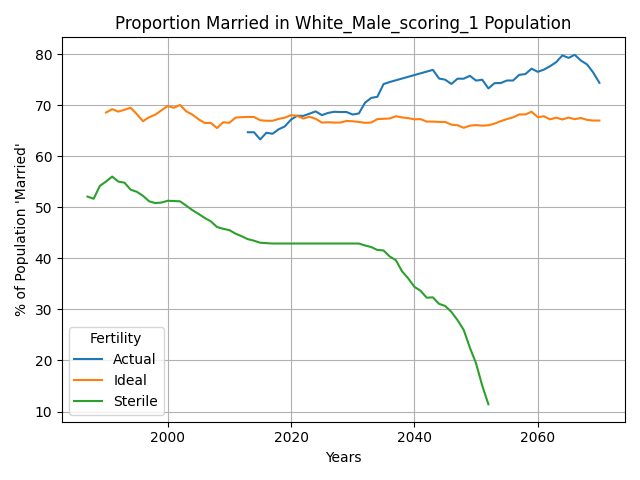 Proportion Married in White_Male_scoring_1 Population
% of Population 'Married'
80
70
60
50
40
30
20
10
Fertility
Actual
Ideal
Sterile
2000
2020
2040
2060
Years